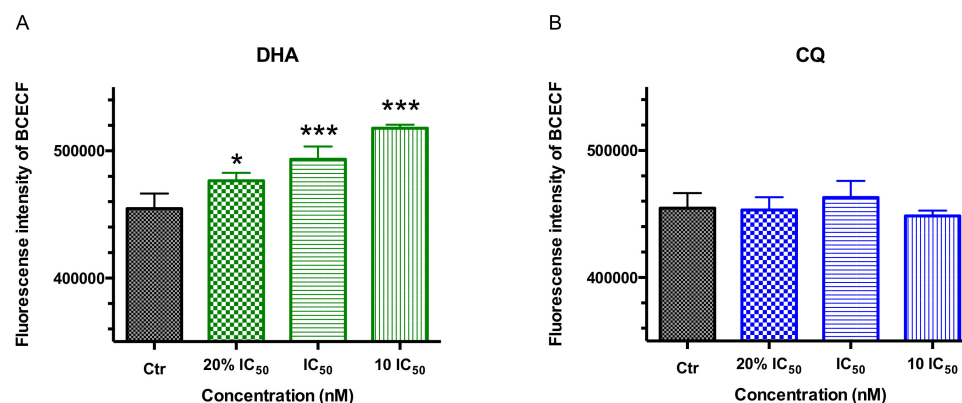 A
DHA
Fluorescense intensity of BCECF
500000
400000
*
***
***
Ctr
20% IC50
IC50
10 IC50
Concentration (nM)
B
CQ
Fluorescense intensity of BCECF
500000
400000
Ctr
20% IC50
IC50
10 IC50
Concentration (nM)